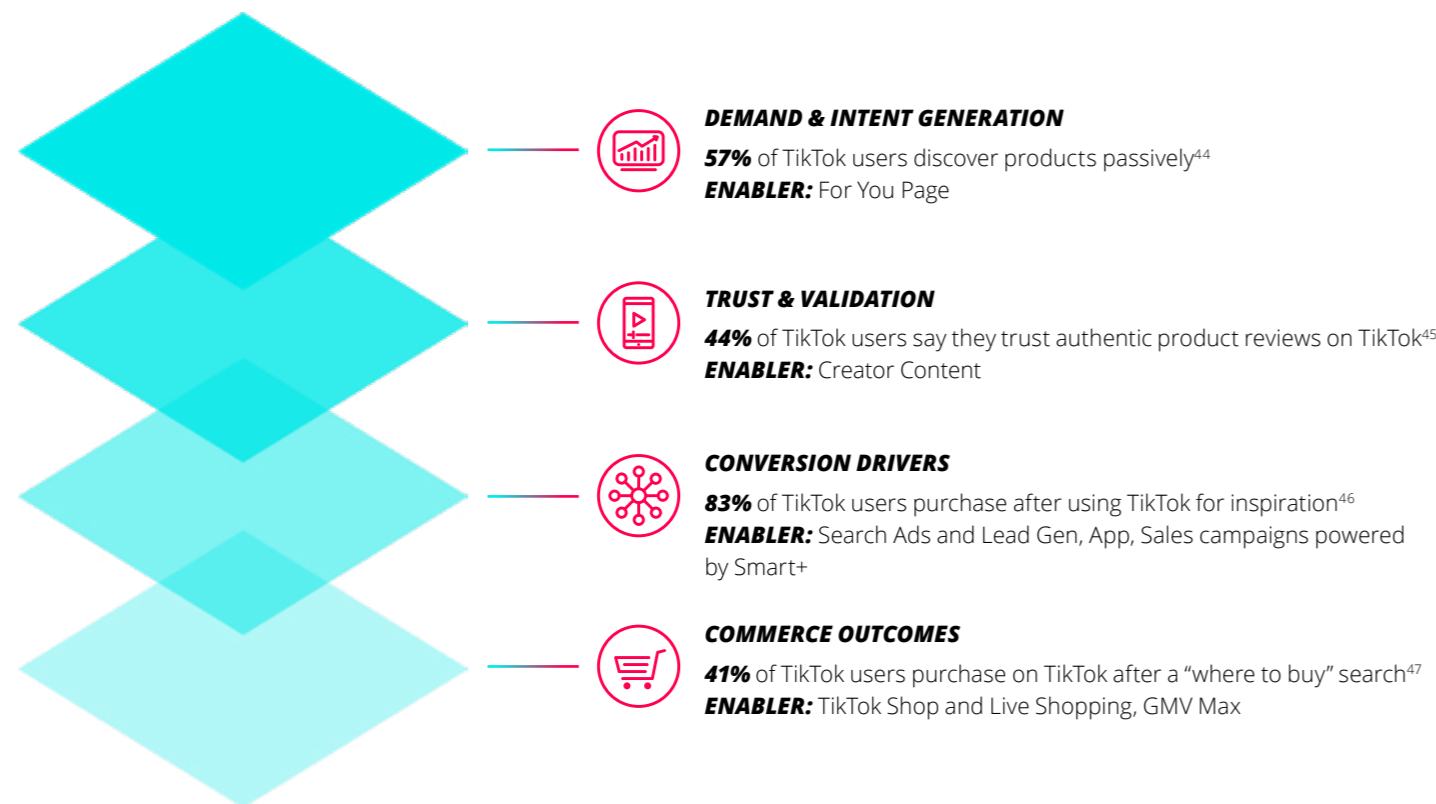 DEMAND & INTENT GENERATION
57% of TikTok users discover products passively44
ENABLER: For You Page
TRUST & VALIDATION
44% of TikTok users say they trust authentic product reviews on TikTok45
ENABLER: Creator Content
CONVERSION DRIVERS
83% of TikTok users purchase after using TikTok for inspiration46
ENABLER: Search Ads and Lead Gen, App, Sales campaigns powered
by Smart+
COMMERCE OUTCOMES
41% of TikTok users purchase on TikTok after a “where to buy” search47
ENABLER: TikTok Shop and Live Shopping, GMV Max